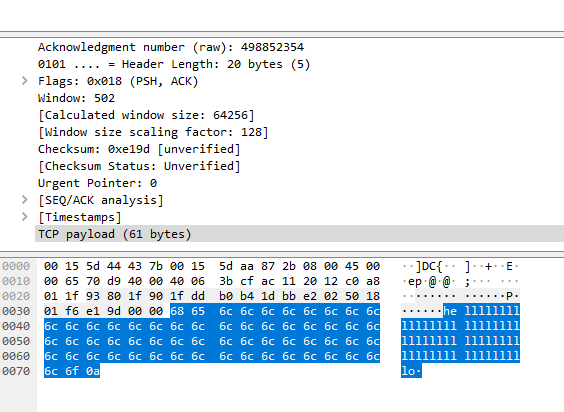 Acknowledgment number (raw): 498852354
0101 .... = Header Length: 20 bytes (5)
Flags: 0x018 (PSH, ACK)
Window: 502
[Calculated window size: 64256]
[Window size scaling factor: 128]
Checksum: 0xe19d [unverified]
[Checksum Status: Unverified]
Urgent Pointer: 0
[SEQ/ACK analysis]
[Timestamps]
TCP payload (61 bytes)
0000 00 15 5d 44 43 7b 00 15 5d aa 87 2b 08 00 45 00 ··]DC{·· ]··+··E·
0010 00 65 70 d9 40 00 40 06 3b cf ac 11 20 12 c0 a8 ·ep·@·@· ;··· ···
0020 01 1f 93 80 1f 90 1f dd b0 b4 1d bb e2 02 50 18 ········ ······P·
0030 01 f6 e1 9d 00 00 68 65 6c 6c 6c 6c 6c 6c 6c 6c ······he llllllll
0040 6c 6c 6c 6c 6c 6c 6c 6c 6c 6c 6c 6c 6c 6c 6c 6c llllllll llllllll
0050 6c 6c 6c 6c 6c 6c 6c 6c 6c 6c 6c 6c 6c 6c 6c 6c llllllll llllllll
0060 6c 6c 6c 6c 6c 6c 6c 6c 6c 6c 6c 6c 6c 6c 6c 6c llllllll llllllll
0070 6c 6f 0a lo·